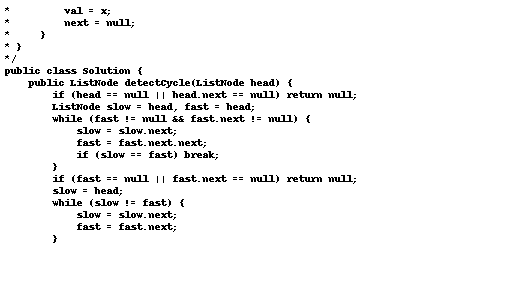 *         val = x;
*         next = null;
*     }
* }
*/
public class Solution {
    public ListNode detectCycle(ListNode head) {
        if (head == null || head.next == null) return null;
        ListNode slow = head, fast = head;
        while (fast != null && fast.next != null) {
            slow = slow.next;
            fast = fast.next.next;
            if (slow == fast) break;
        }
        if (fast == null || fast.next == null) return null;
        slow = head;
        while (slow != fast) {
            slow = slow.next;
            fast = fast.next;
        }